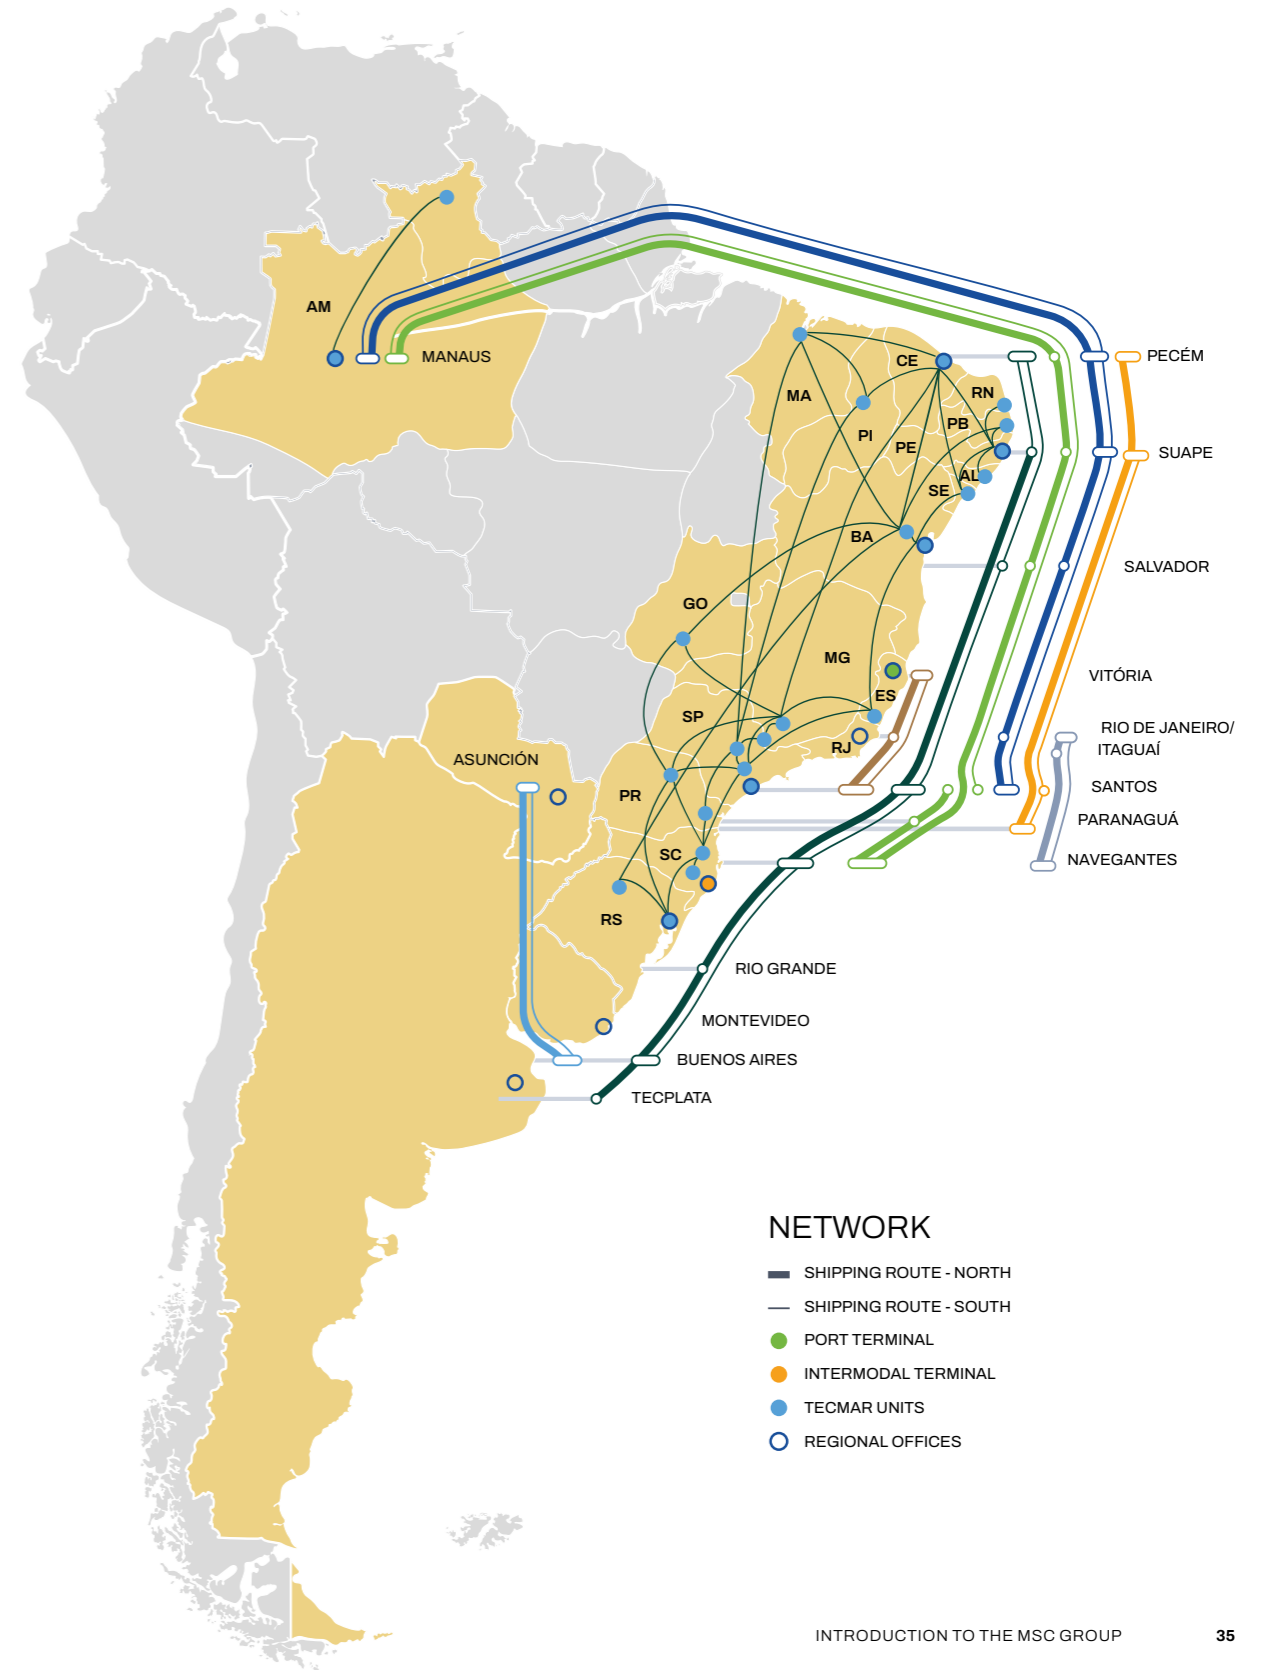 AM
MANAUS
CE
PECÉM
RN
MA
PB
PI
PE
SUAPE
AL
SE
BA
SALVADOR
GO
MG
VITÓRIA
ES
SP
RIO DE JANEIRO/
ITAGUAÍ
RJ
ASUNCIÓN
SANTOS
PR
PARANAGUÁ
SC
NAVEGANTES
RS
RIO GRANDE
MONTEVIDEO
BUENOS AIRES
TECPLATA
NETWORK
SHIPPING ROUTE - NORTH
SHIPPING ROUTE - SOUTH
PORT TERMINAL
INTERMODAL TERMINAL
TECMAR UNITS
REGIONAL OFFICES
INTRODUCTION TO THE MSC GROUP 35